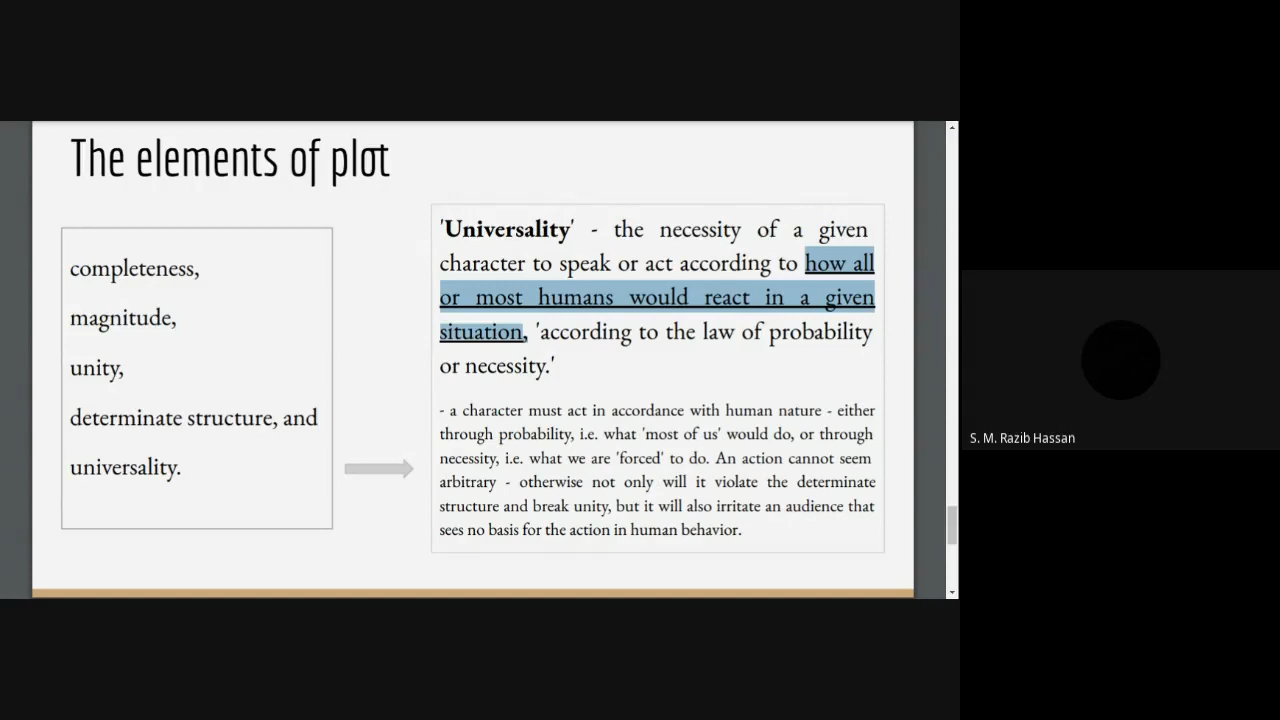 The elements of plot
completeness,
magnitude,
unity,
determinate structure, and
universality.
'Universality' - the necessity of a given
character to speak or act according to how all
or most humans would react in a given
situation, 'according to the law of probability
or necessity.'
- a character must act in accordance with human nature - either
through probability, i.e. what 'most of us' would do, or through
necessity, i.e. what we are 'forced' to do. An action cannot seem
arbitrary - otherwise not only will it violate the determinate
structure and break unity, but it will also irritate an audience that
sees no basis for the action in human behavior.
S. M. Razib Hassan